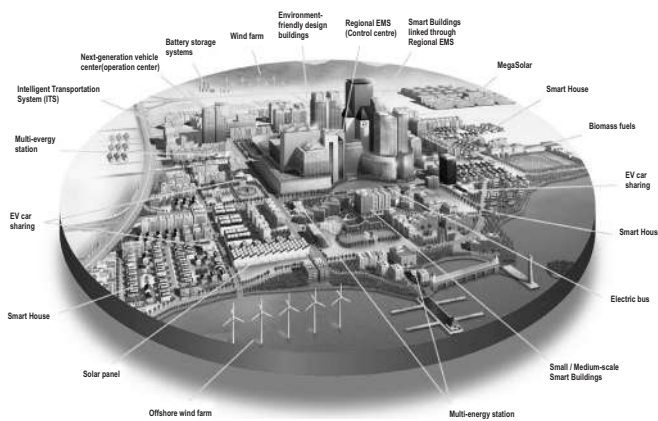 Environment-
friendly design
buildings
Regional EMS
(Control centre)
Smart Buildings
linked through
Regional EMS
Battery storage
systems
Wind farm
Next-generation vehicle
center(operation center)
MegaSolar
Intelligent Transportation
System (ITS)
Smart House
Multi-evergy
station
Biomass fuels
EV car
sharing
EV car
sharing
Smart Hous
Smart House
Electric bus
Solar panel
Small / Medium-scale
Smart Buildings
Offshore wind farm
Multi-energy station